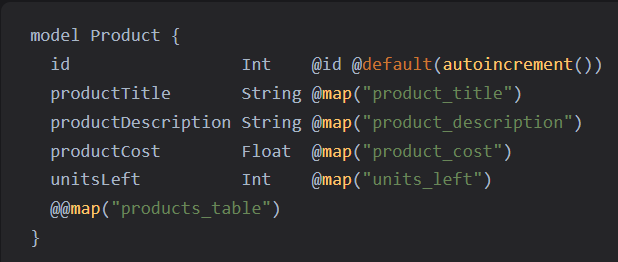 model Product {
  id                 Int    @id @default(autoincrement())
  productTitle       String @map("product_title")
  productDescription String @map("product_description")
  productCost        Float  @map("product_cost")
  unitsLeft          Int    @map("units_left")
  @@map("products_table")
}